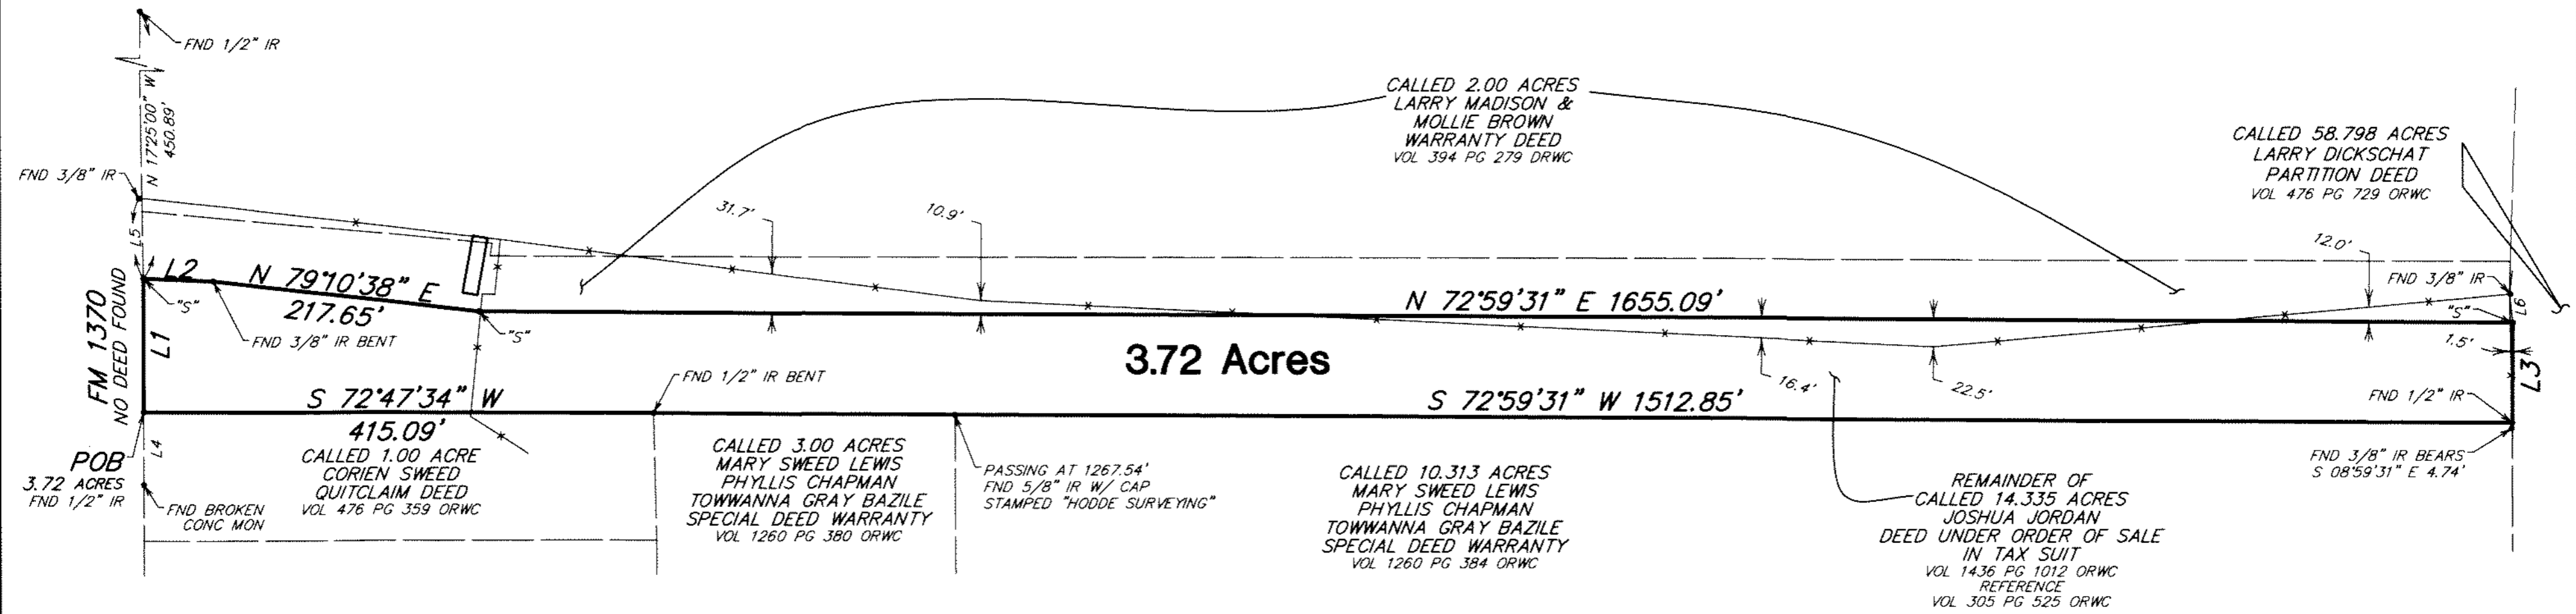 FND 1/2" IR
N 17°25'00" W
450.89'
FND 3/8" IR
L5
L2
N 79°10'38" E
217.65'
"S"
FND 3/8" IR BENT
"S"
FM 1370
NO DEED FOUND
L1
31.7'
10.9'
CALLED 2.00 ACRES
LARRY MADISON &
MOLLIE BROWN
WARRANTY DEED
VOL 394 PG 279 DRWC
CALLED 58.798 ACRES
LARRY DICKSCHAT
PARTITION DEED
VOL 476 PG 729 ORWC
12.0'
FND 3/8" IR
L6
"S"
N 72°59'31" E 1655.09'
1.5'
L3
3.72 Acres
16.4'
22.5'
S 72°47'34" W
415.09'
FND 1/2" IR BENT
S 72°59'31" W 1512.85'
FND 1/2" IR
FND 3/8" IR BEARS
S 08°59'31" E 4.74'
POB
3.72 ACRES
FND 1/2" IR
L4
FND BROKEN
CONC MON
CALLED 1.00 ACRE
CORIEN SWEED
QUITCLAIM DEED
VOL 476 PG 359 ORWC
CALLED 3.00 ACRES
MARY SWEED LEWIS
PHYLLIS CHAPMAN
TOWWANNA GRAY BAZILE
SPECIAL DEED WARRANTY
VOL 1260 PG 380 ORWC
PASSING AT 1267.54'
FND 5/8" IR W/ CAP
STAMPED "HODDE SURVEYING"
CALLED 10.313 ACRES
MARY SWEED LEWIS
PHYLLIS CHAPMAN
TOWWANNA GRAY BAZILE
SPECIAL DEED WARRANTY
VOL 1260 PG 384 ORWC
REMAINDER OF
CALLED 14.335 ACRES
JOSHUA JORDAN
DEED UNDER ORDER OF SALE
IN TAX SUIT
VOL 1436 PG 1012 ORWC
REFERENCE
VOL 305 PG 525 ORWC